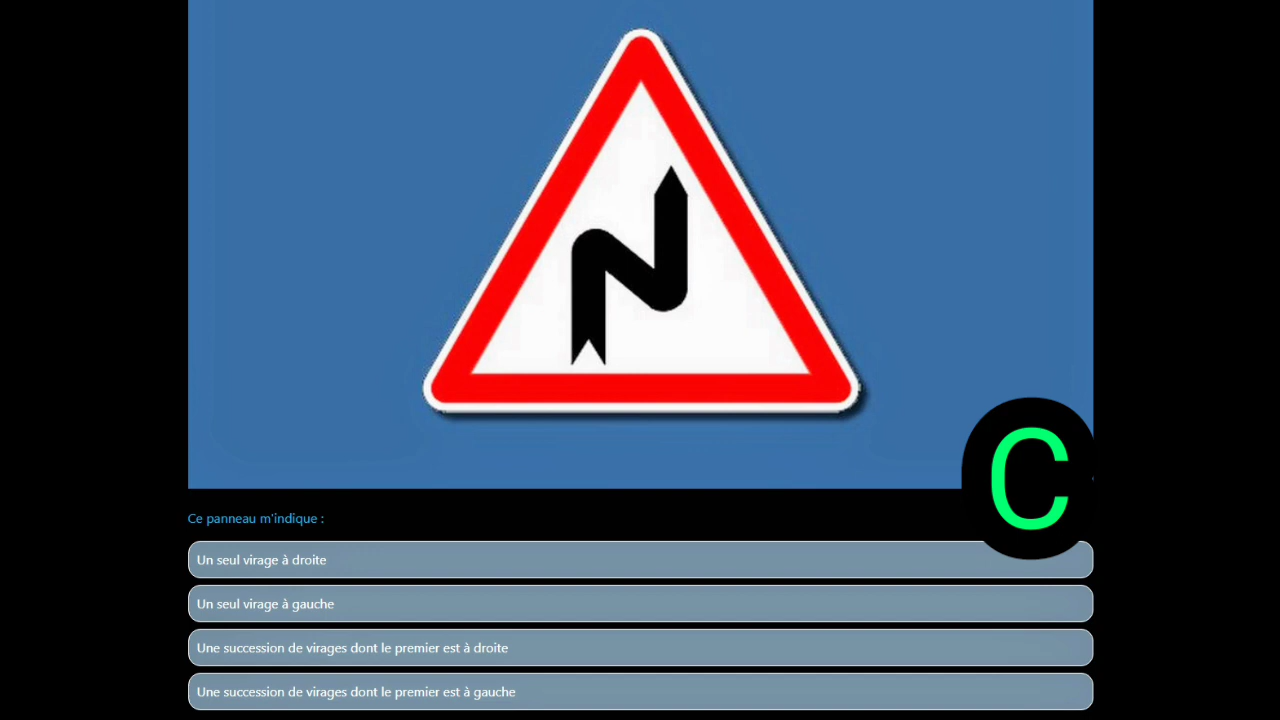 C
Ce panneau m'indique :
Un seul virage à droite
Un seul virage à gauche
Une succession de virages dont le premier est à droite
Une succession de virages dont le premier est à gauche